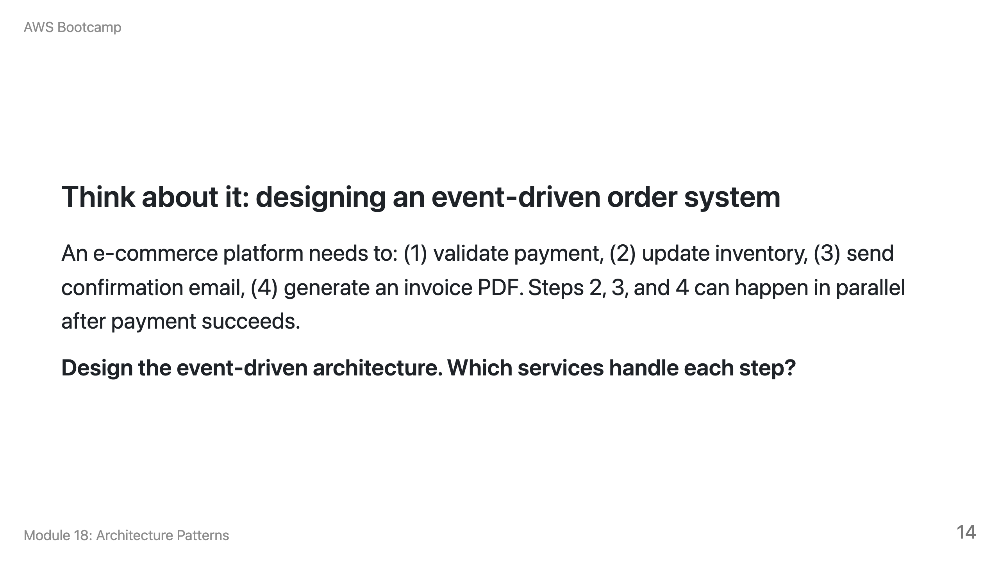 AWS Bootcamp
Think about it: designing an event-driven order system
An e-commerce platform needs to: (1) validate payment, (2) update inventory, (3) send
confirmation email, (4) generate an invoice PDF. Steps 2, 3, and 4 can happen in parallel
after payment succeeds.
Design the event-driven architecture. Which services handle each step?
Module 18: Architecture Patterns
14